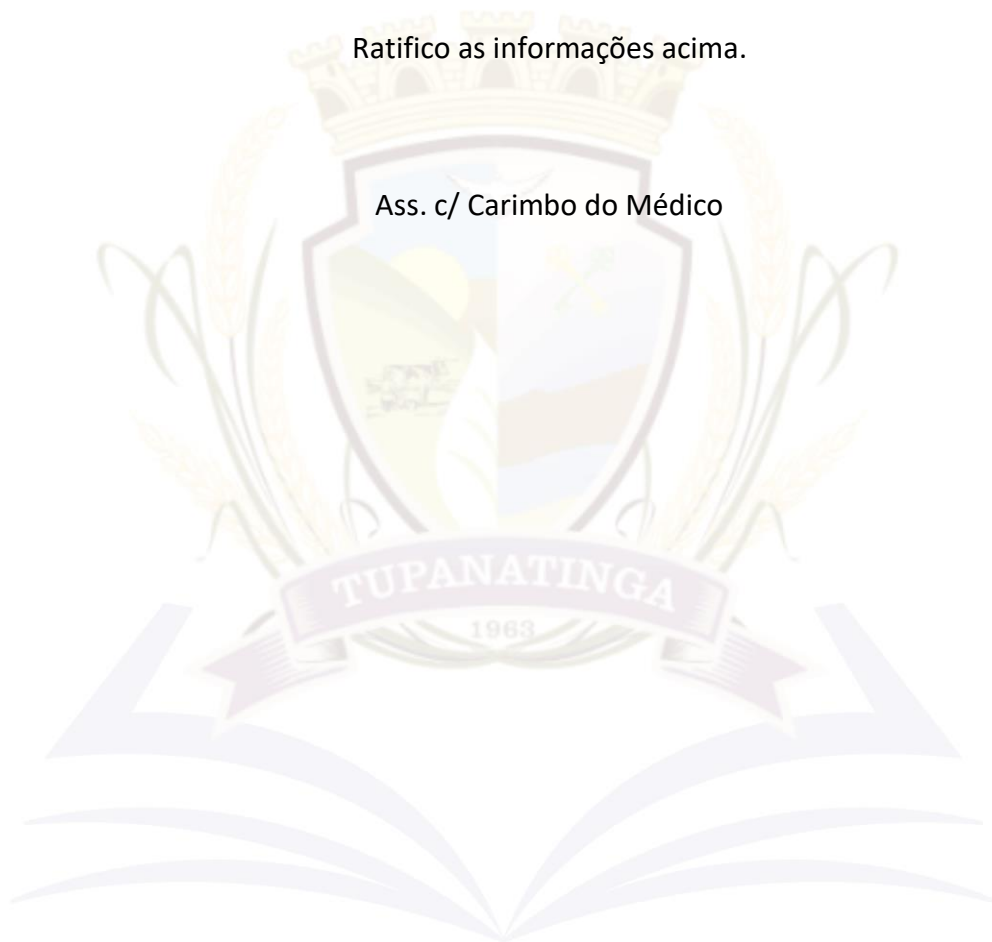 Ratifico as informações acima.
Ass. c/ Carimbo do Médico
TUPANATINGA
1963